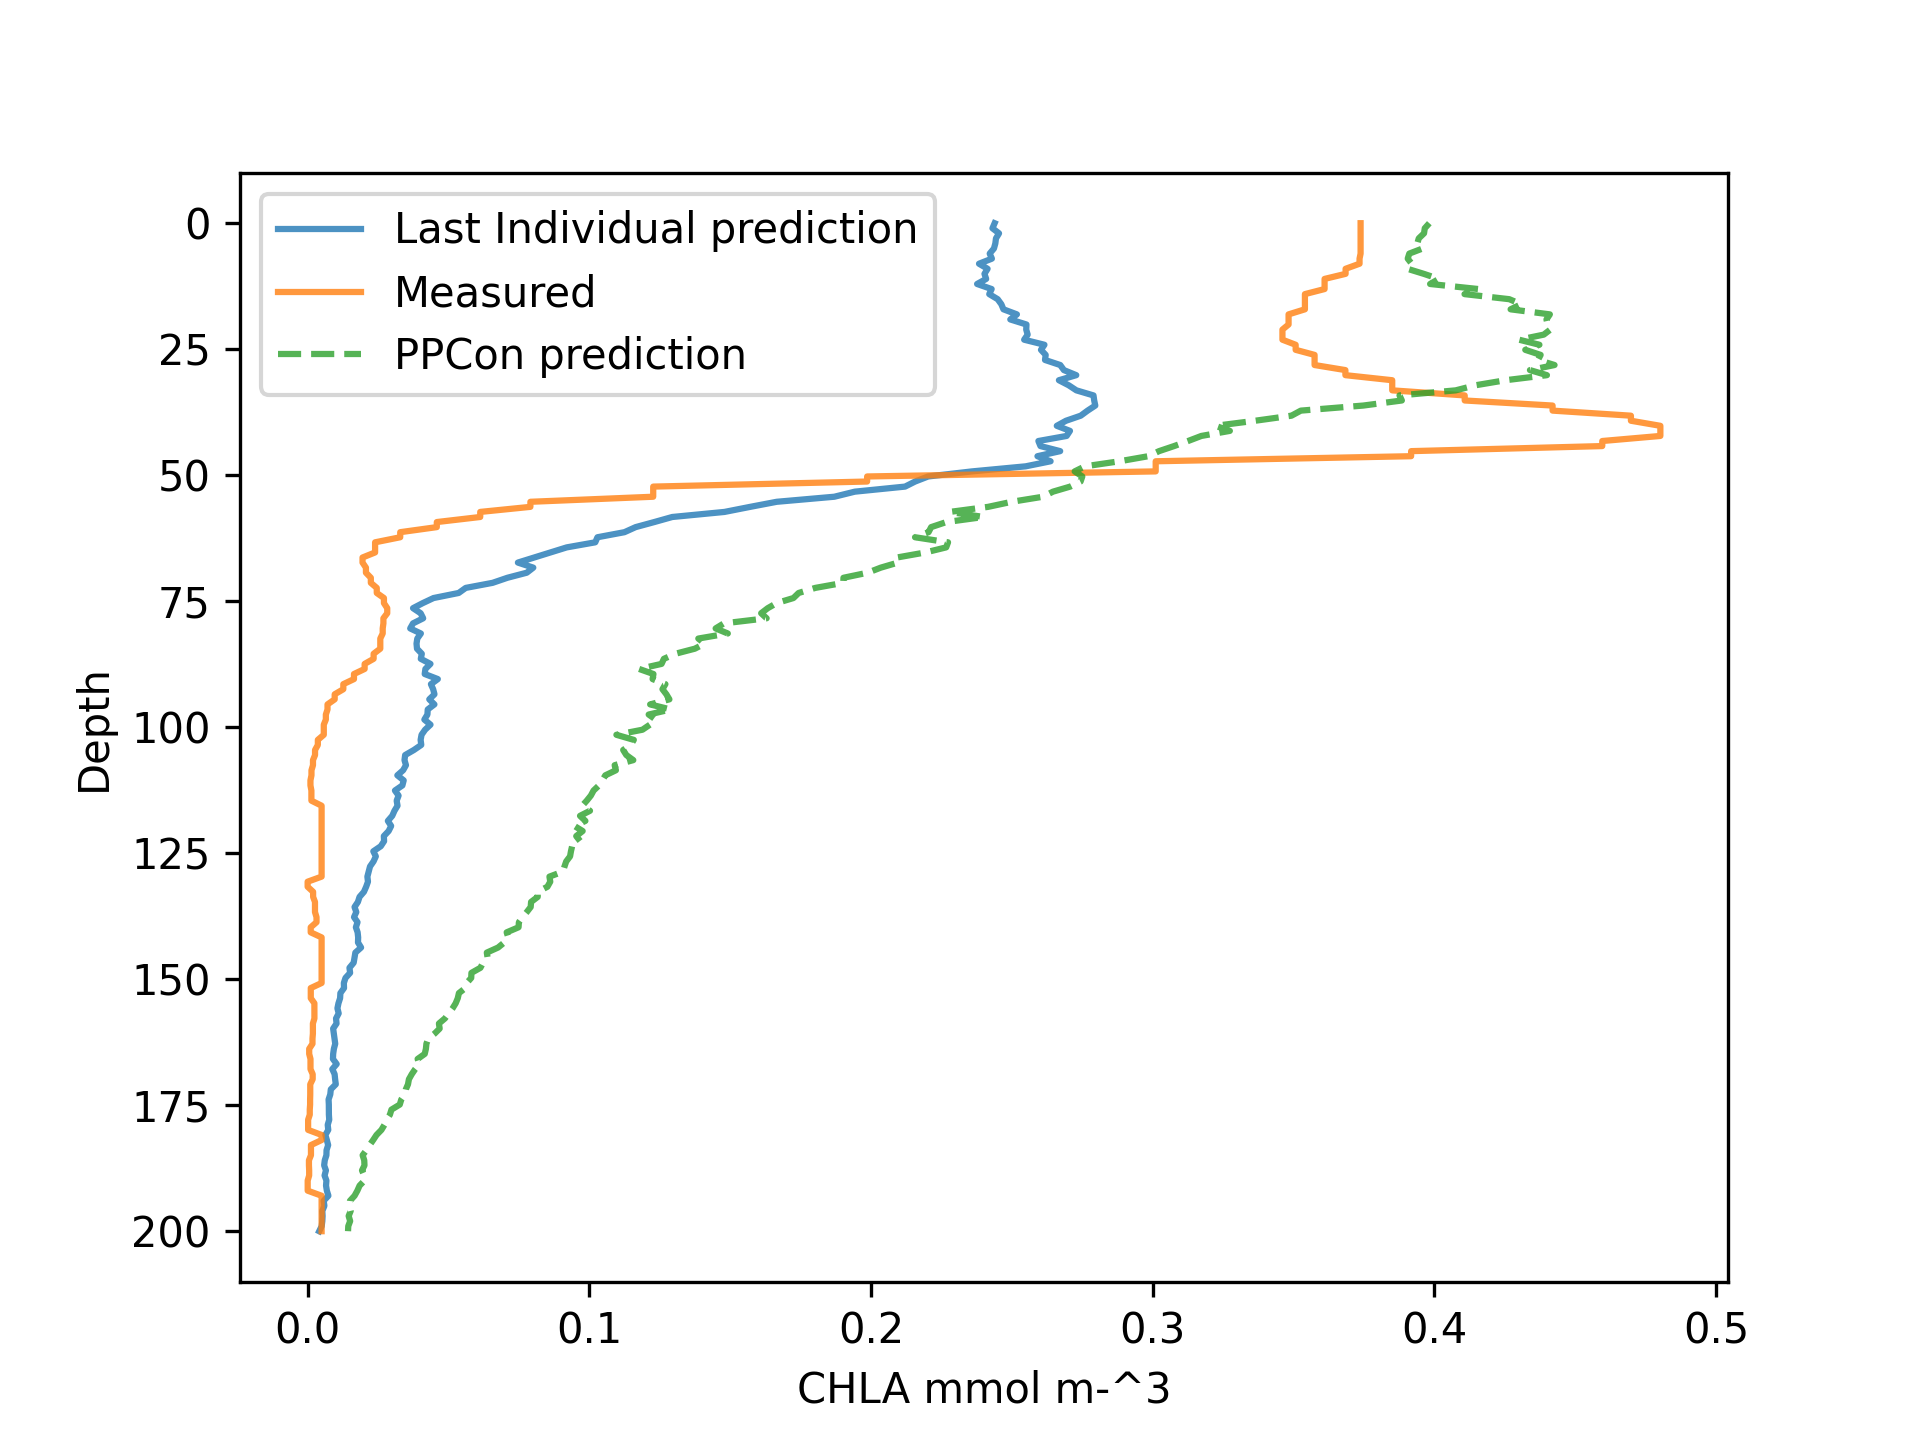 Last Individual prediction
Measured
PPCon prediction
0
25
50
75
100
125
150
175
200
Depth
0.0 0.1 0.2 0.3 0.4 0.5
CHLA mmol m-^3